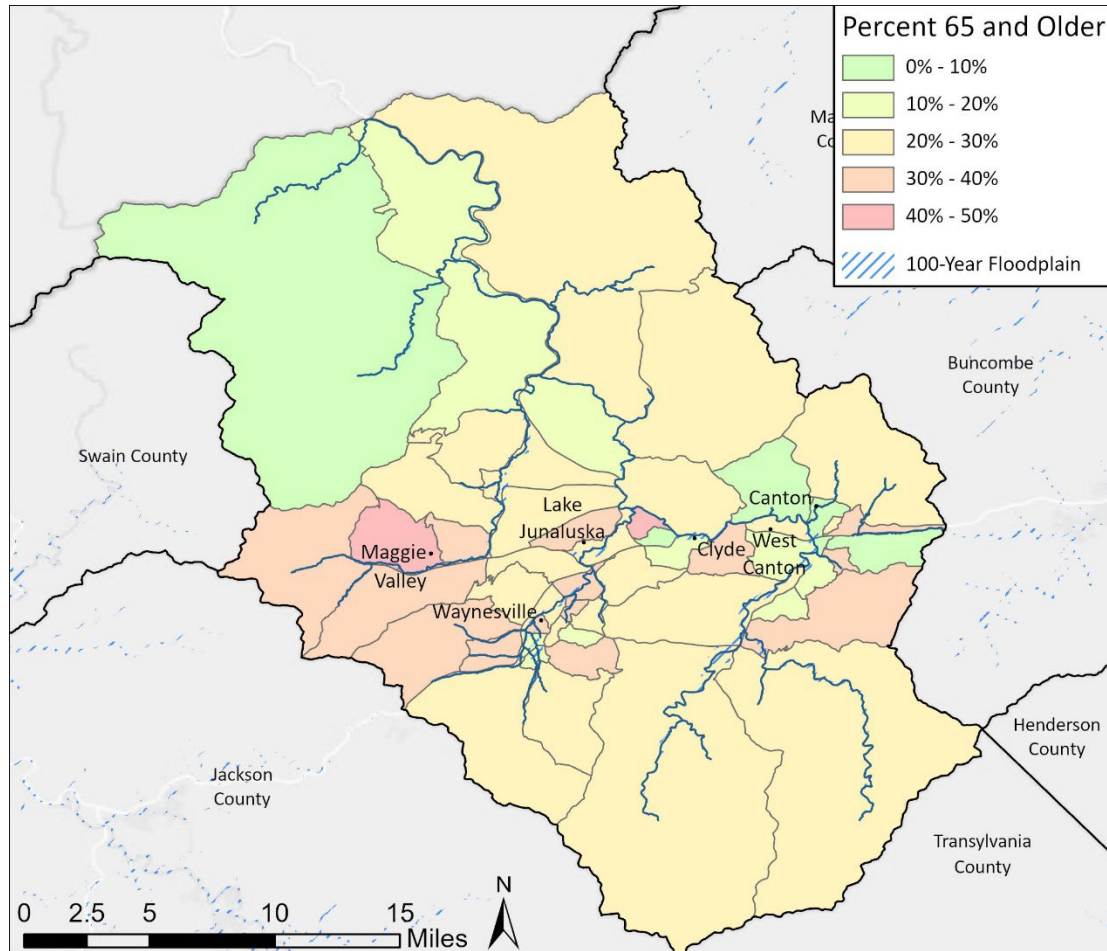 Percent 65 and Older
0% - 10%
10% - 20%
20% - 30%
30% - 40%
40% - 50%
100-Year Floodplain
Ma
Co
Buncombe
County
Swain County
Canton
Lake
Junaluska
Clyde
West
Canton
Maggie
Valley
Waynesville
Henderson
County
Jackson
County
Transylvania
County
N
0 2.5 5 10 15
Miles